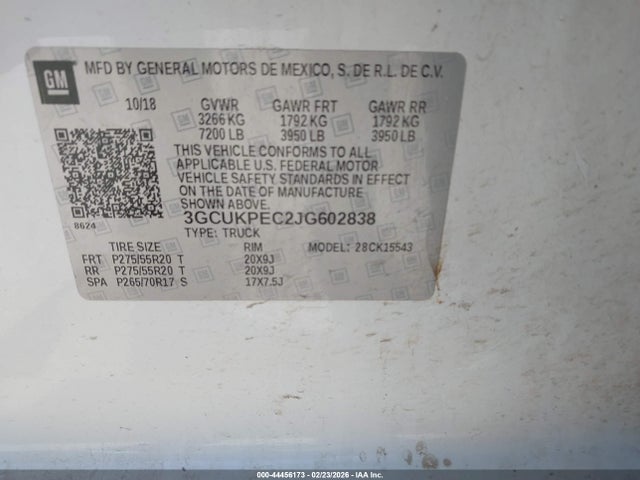 GM
MFD BY GENERAL MOTORS DE MEXICO, S. DE R.L. DE C.V.
10/18 GVWR GAWR FRT GAWR RR
3266 KG 1792 KG 1792 KG
7200 LB 3950 LB 3950 LB
THIS VEHICLE CONFORMS TO ALL
APPLICABLE U.S. FEDERAL MOTOR
VEHICLE SAFETY STANDARDS IN EFFECT
ON THE DATE OF MANUFACTURE
SHOWN ABOVE.
8624 3GCUKPEC2JG602838
TYPE: TRUCK MODEL: 28CK15543
TIRE SIZE RIM
FRT P275/55R20 T 20X9J
RR P275/55R20 T 20X9J
SPA P265/70R17 S 17X7.5J
ID: 000-44456173 | 02/23/2026 | IAA Inc.